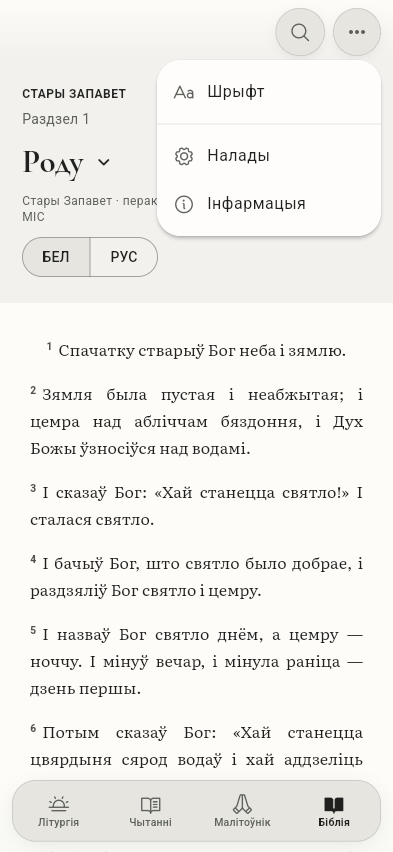 Шрыфт
Налады
Інфармацыя
СТАРЫ ЗАПАВЕТ
Раздзел 1
Роду
Стары Запавет · перак
МІС
БЕЛ РУС
1 Спачатку стварыў Бог неба і зямлю.
2 Зямля была пустая і неабжытая; і
цемра над абліччам бяздоння, і Дух
Божы ўзносіўся над водамі.
3 І сказаў Бог: «Хай станецца святло!» І
сталася святло.
4 І бачыў Бог, што святло было добрае, і
раздзяліў Бог святло і цемру.
5 І назваў Бог святло днём, а цемру —
ноччу. І мінуў вечар, і мінула раніца —
дзень першы.
6 Потым сказаў Бог: «Хай станецца
цвярдыня сярод водаў і хай аддзеліць
Літургія Чытанні Малітоўнік Біблія